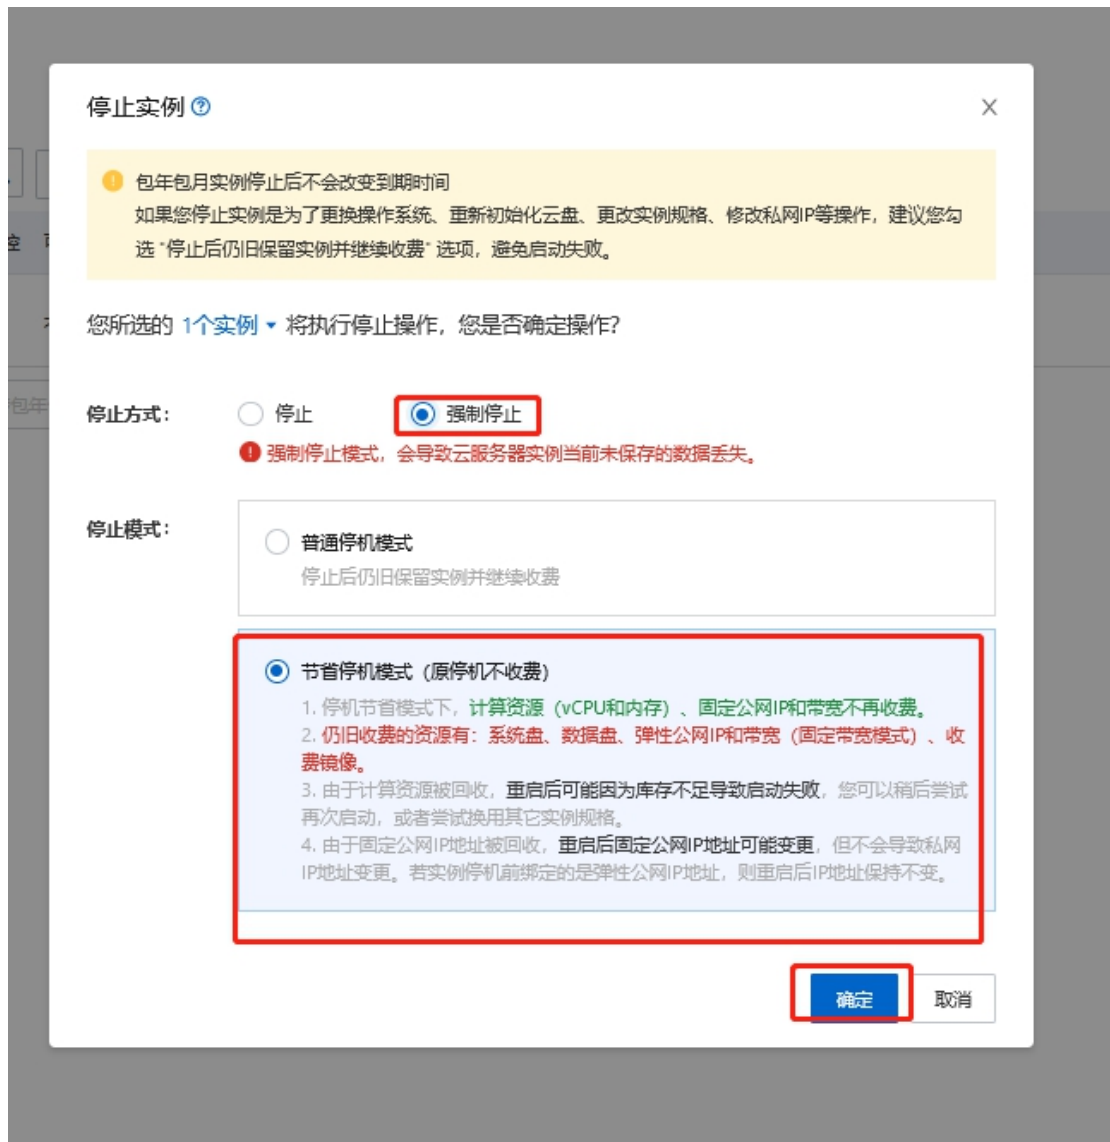 停止实例
包年包月实例停止后不会改变到期时间
如果您停止实例是为了更换操作系统、重新初始化云盘、更改实例规格、修改私网IP等操作，建议您勾
选 "停止后仍旧保留实例并继续收费" 选项，避免启动失败。
您所选的 1个实例 将执行停止操作，您是否确定操作?
包年
停止方式：
停止
强制停止
强制停止模式，会导致云服务器实例当前未保存的数据丢失。
停止模式：
普通停机模式
停止后仍旧保留实例并继续收费
节省停机模式（原停机不收费）
1. 停机节省模式下，计算资源（vCPU和内存）、固定公网IP和带宽不再收费。
2. 仍旧收费的资源有：系统盘、数据盘、弹性公网IP和带宽（固定带宽模式）、收
费镜像。
3. 由于计算资源被回收，重启后可能因为库存不足导致启动失败，您可以稍后尝试
再次启动，或者尝试换用其它实例规格。
4. 由于固定公网IP地址被回收，重启后固定公网IP地址可能变更，但不会导致私网
IP地址变更。若实例停机前绑定的是弹性公网IP地址，则重启后IP地址保持不变。
确定
取消